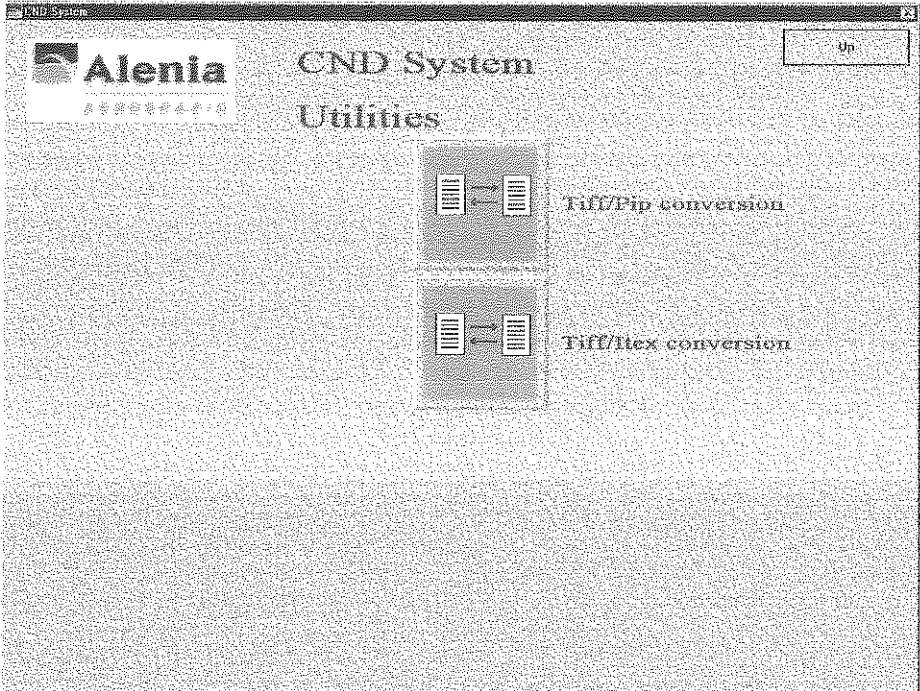 CND System
Alenia
CND System
Utilities
Up
Tiff/Pip conversion
Tiff/Itex conversion